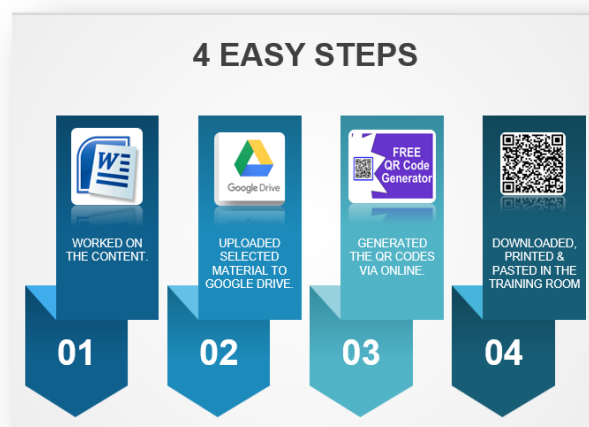 4 EASY STEPS
W
Google Drive
FREE
QR Code
Generator
WORKED ON
THE CONTENT.
UPLOADED
SELECTED
MATERIAL TO
GOOGLE DRIVE.
GENERATED
THE QR CODES
VIA ONLINE.
DOWNLOADED,
PRINTED &
PASTED IN THE
TRAINING ROOM
01
02
03
04